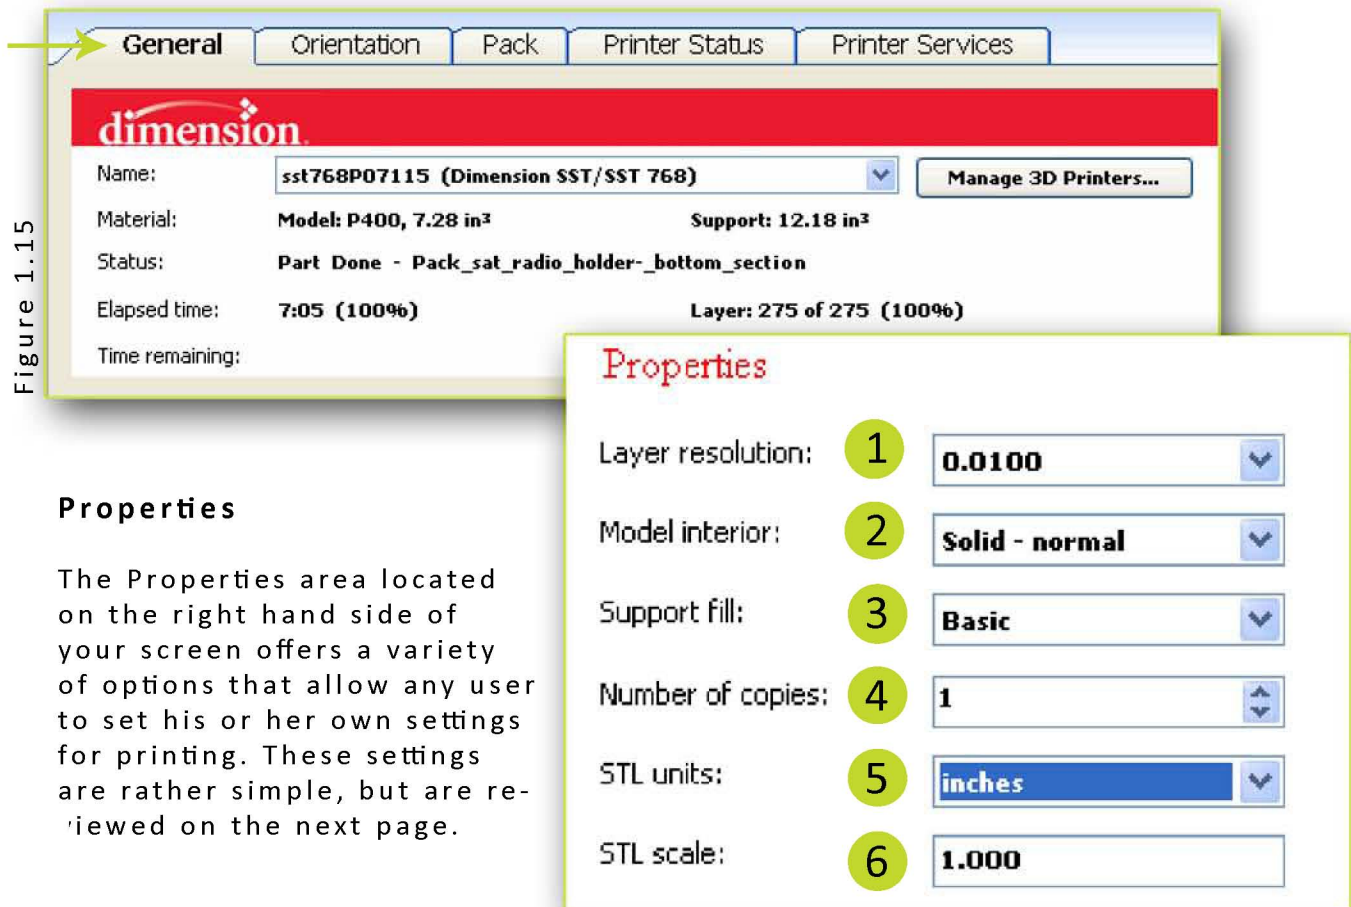 General Orientation Pack Printer Status Printer Services
dimension
Name: sst768P07115 (Dimension SST/SST 768) Manage 3D Printers...
Material: Model: P400, 7.28 in³ Support: 12.18 in³
Status: Part Done - Pack_sat_radio_holder-_bottom_section
Elapsed time: 7:05 (100%) Layer: 275 of 275 (100%)
Time remaining:
Figure 1.15
Properties
The Properties area located
on the right hand side of
your screen offers a variety
of options that allow any user
to set his or her own settings
for printing. These settings
are rather simple, but are re-
viewed on the next page.
Properties
Layer resolution: 1 0.0100
Model interior: 2 Solid - normal
Support fill: 3 Basic
Number of copies: 4 1
STL units: 5 inches
STL scale: 6 1.000